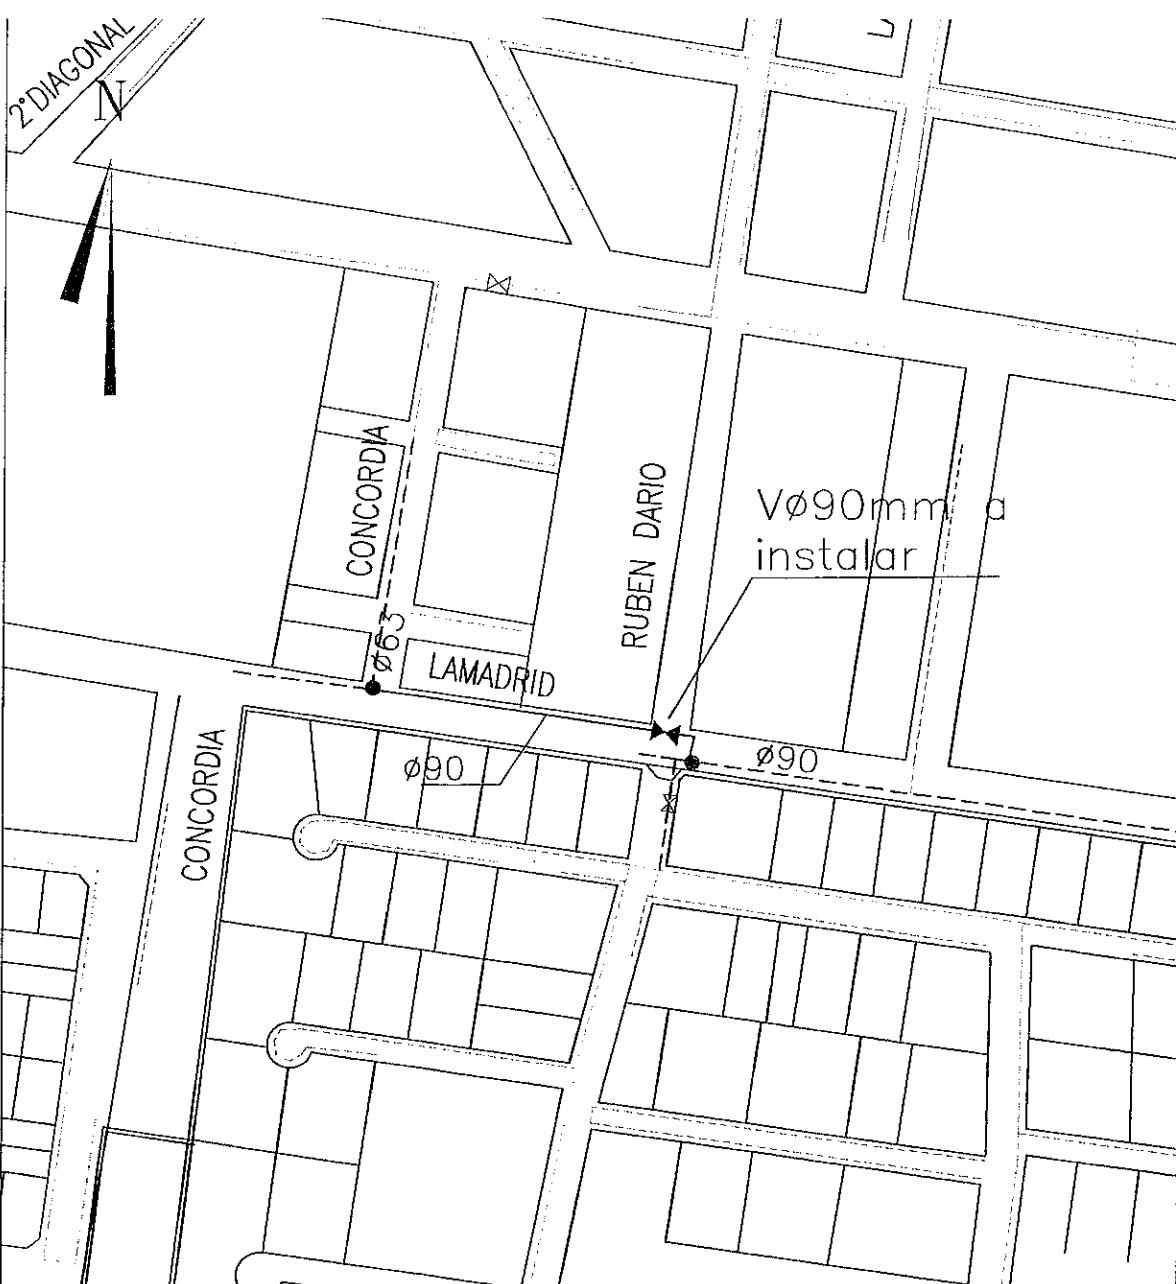 2°DIAGONAL
N
CONCORDIA
RUBEN DARIO
VØ90mm a
instalar
Ø63
LAMADRID
CONCORDIA
Ø90
Ø90